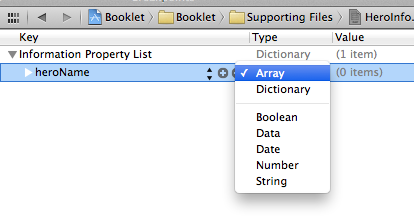 Booklet Booklet Supporting Files HeroInfo.
Key Type Value
Information Property List Dictionary (1 item)
heroName Array (0 items)
Dictionary
Boolean
Data
Date
Number
String